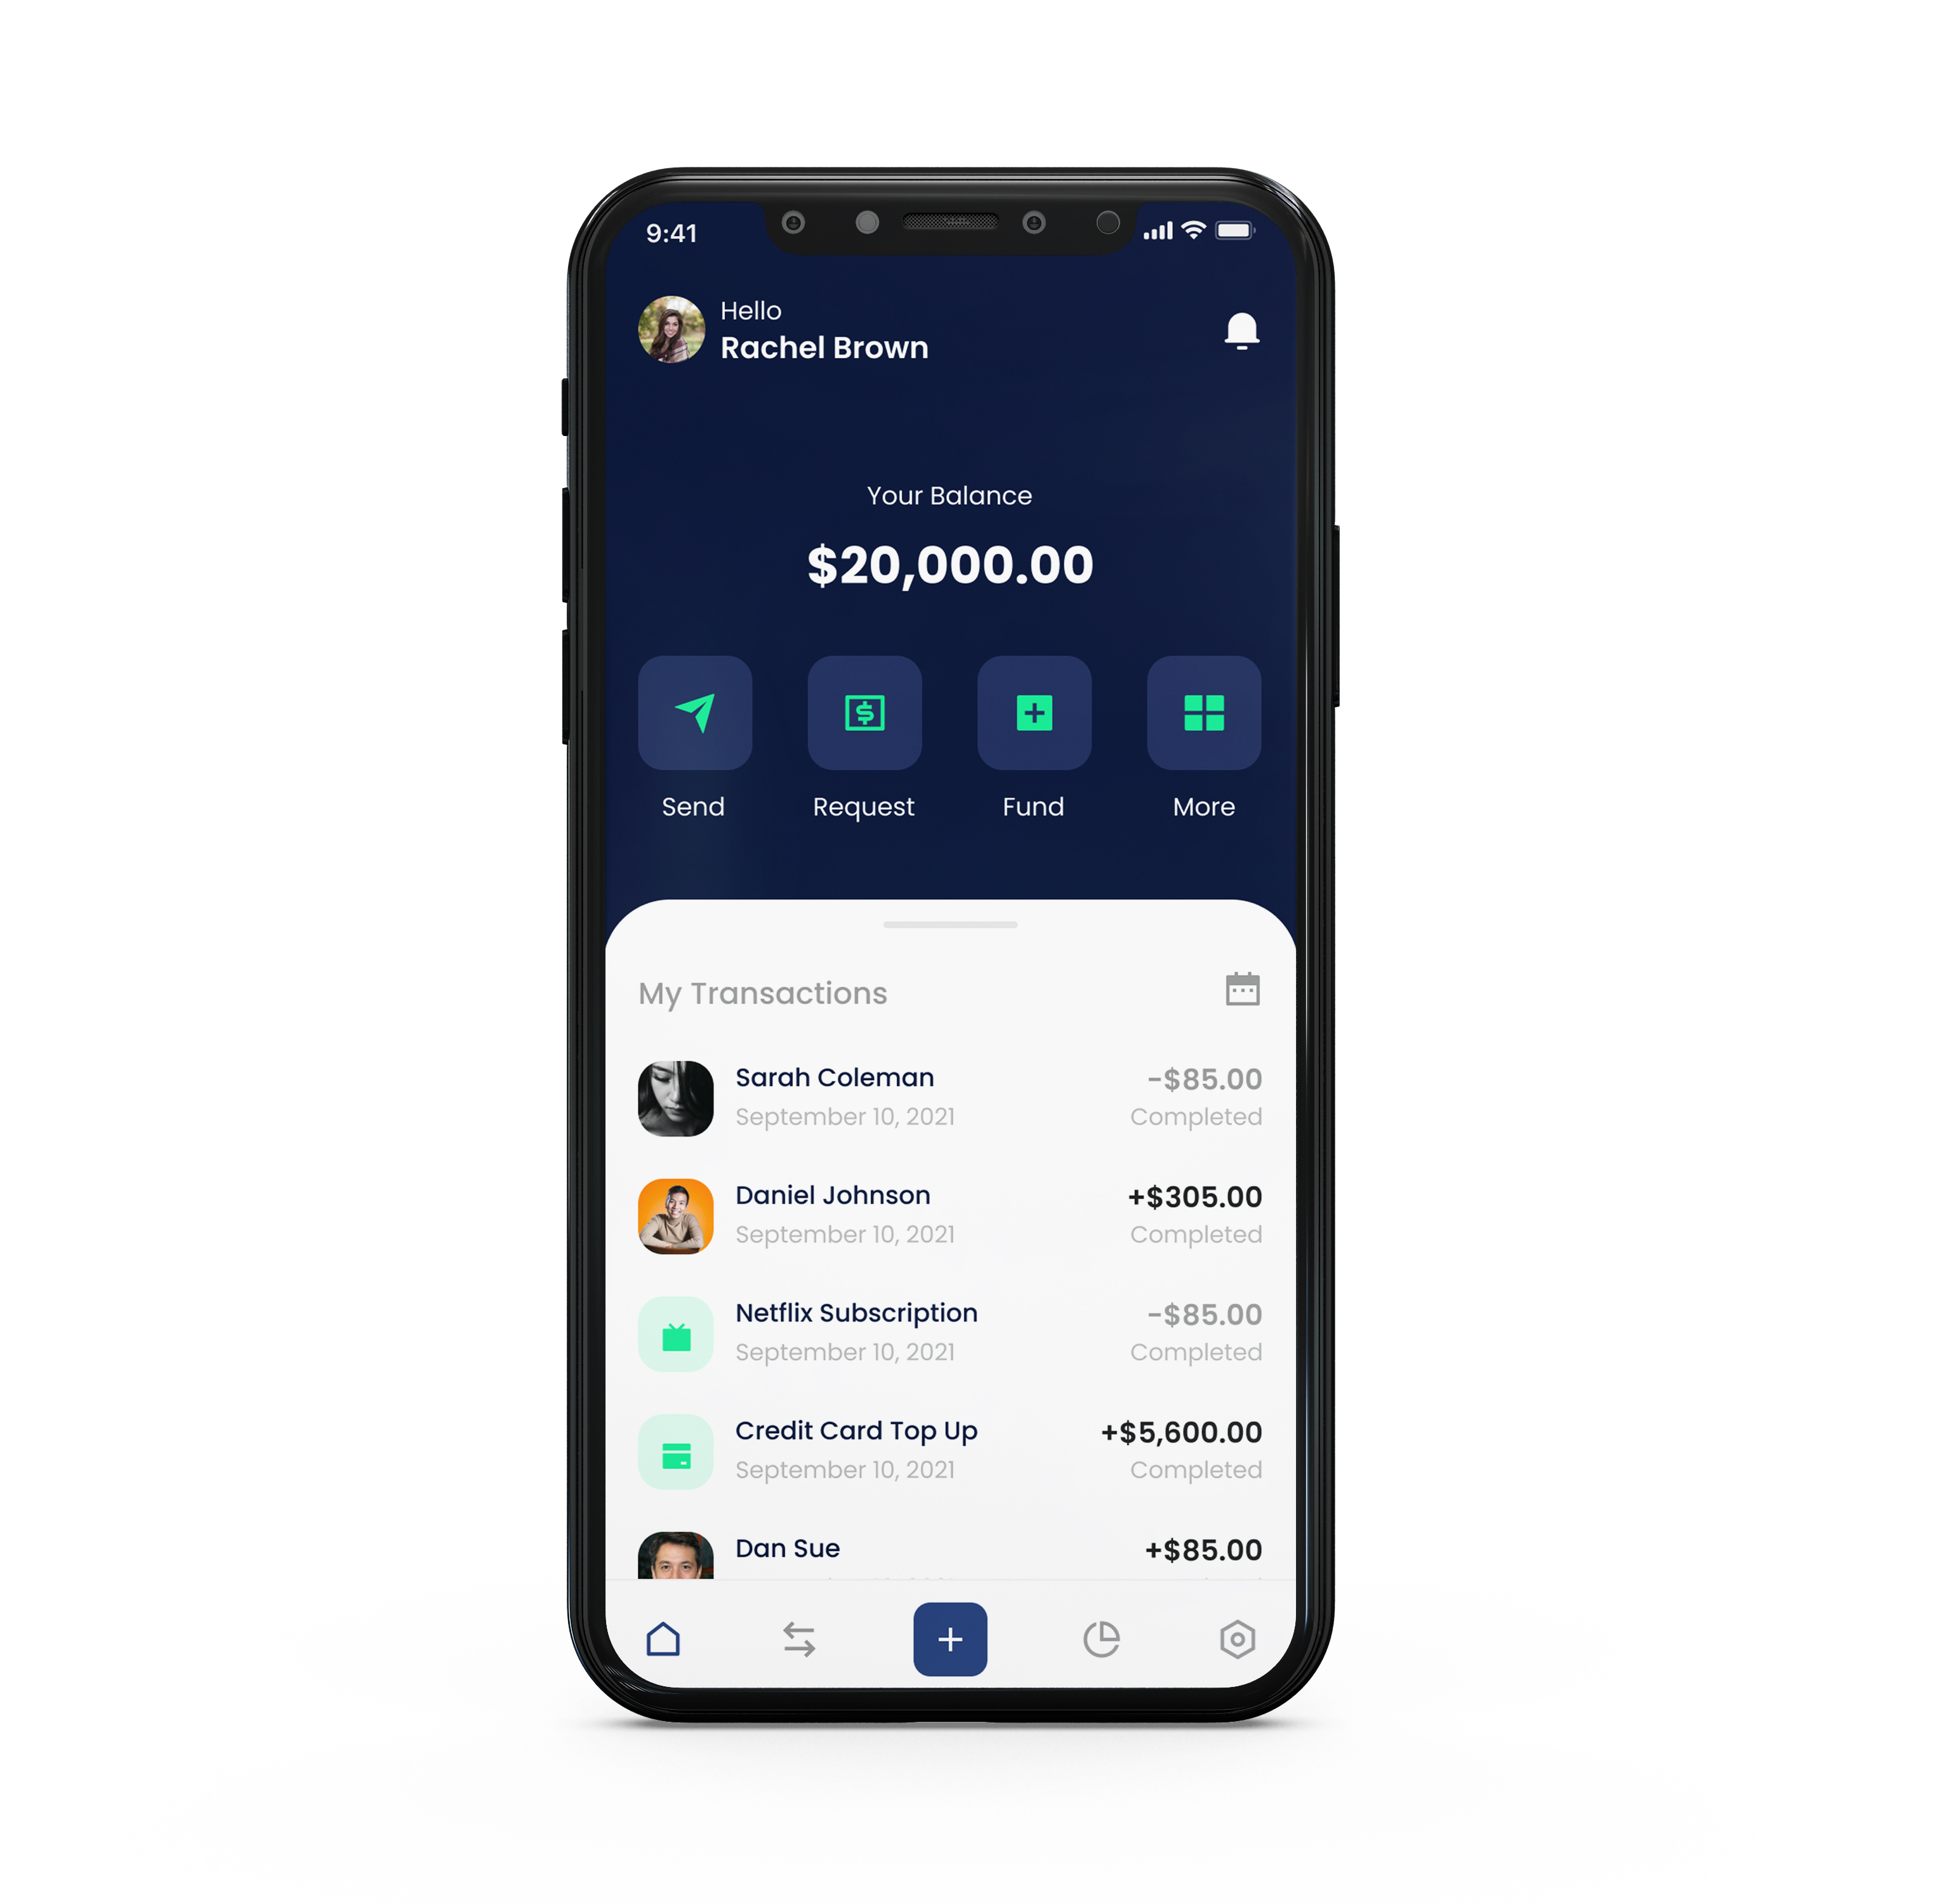 9:41
Hello
Rachel Brown
Your Balance
$20,000.00
Send Request Fund More
My Transactions
Sarah Coleman -$85.00
September 10, 2021 Completed
Daniel Johnson +$305.00
September 10, 2021 Completed
Netflix Subscription -$85.00
September 10, 2021 Completed
Credit Card Top Up +$5,600.00
September 10, 2021 Completed
Dan Sue +$85.00